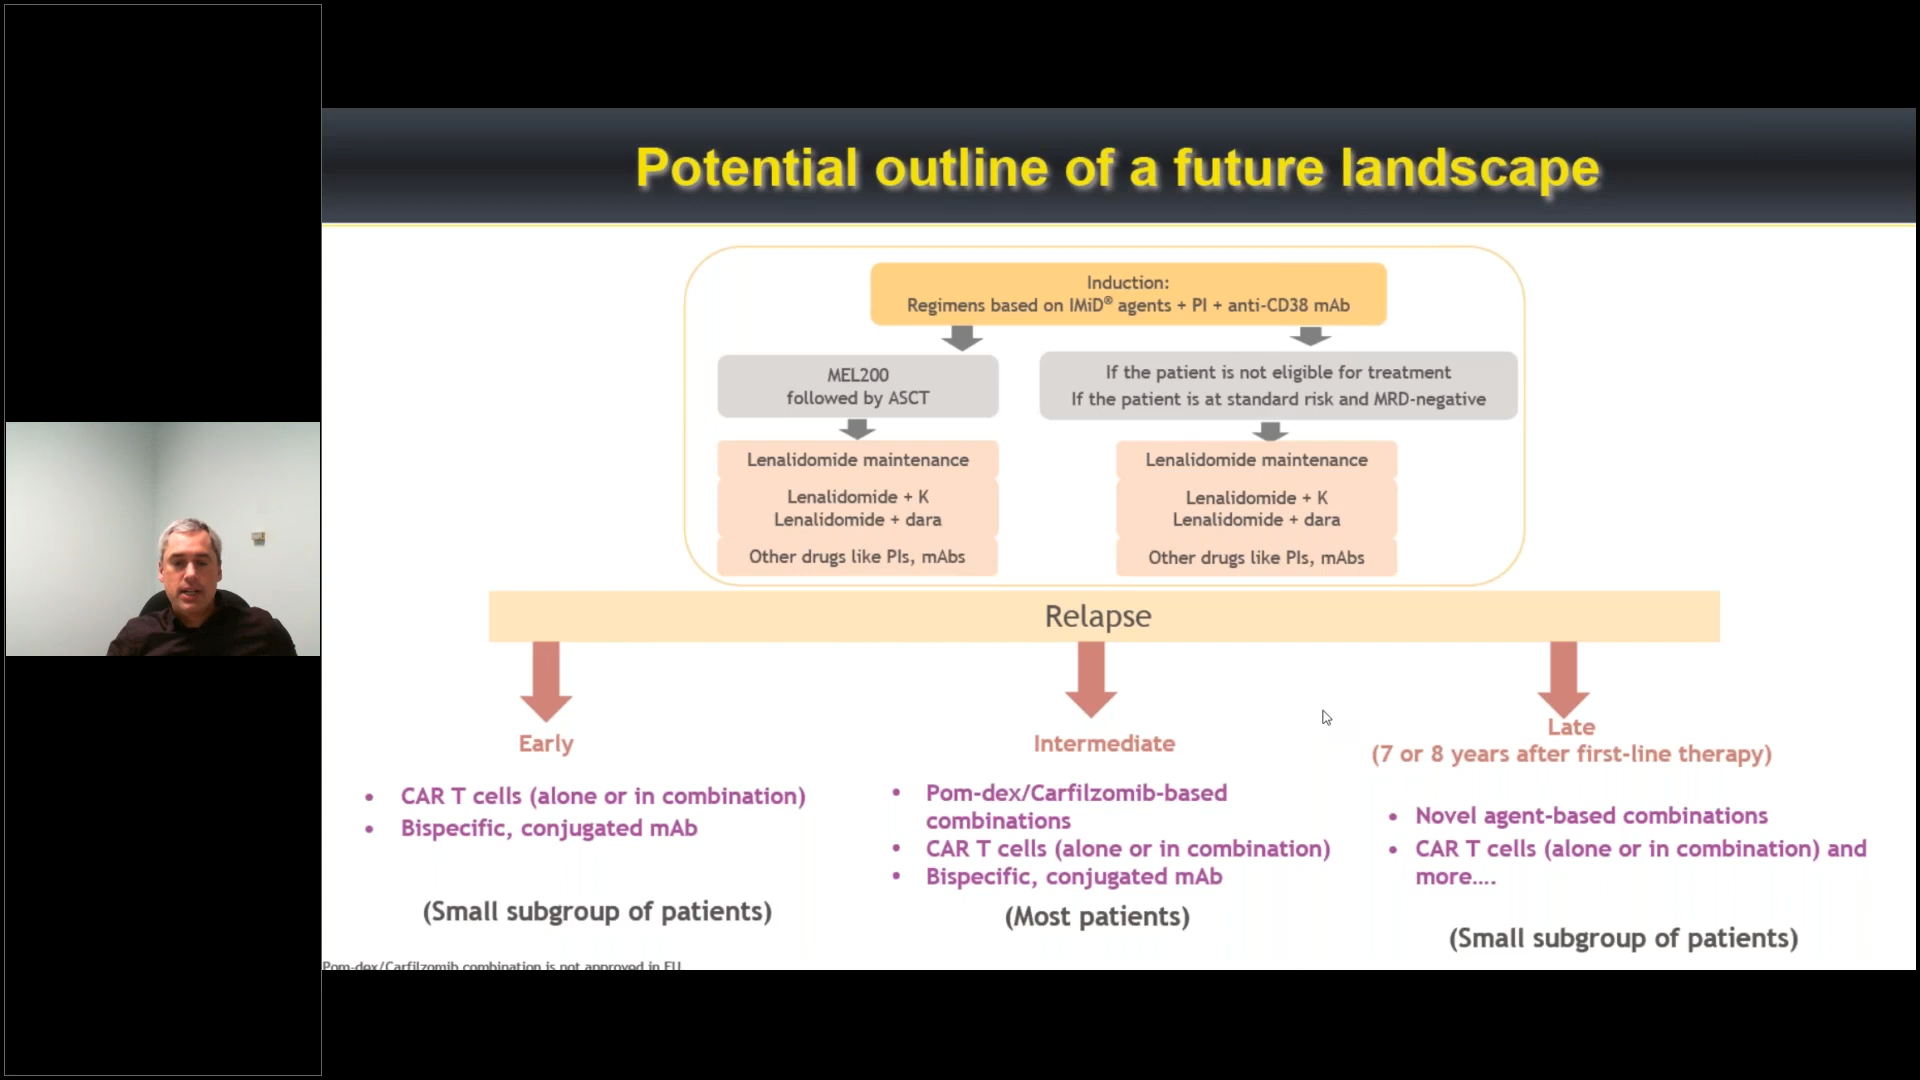 Potential outline of a future landscape
Induction:
Regimens based on IMiD® agents + PI + anti-CD38 mAb
MEL200
followed by ASCT
If the patient is not eligible for treatment
If the patient is at standard risk and MRD-negative
Lenalidomide maintenance
Lenalidomide + K
Lenalidomide + dara
Other drugs like PIs, mAbs
Lenalidomide maintenance
Lenalidomide + K
Lenalidomide + dara
Other drugs like PIs, mAbs
Relapse
Early
• CAR T cells (alone or in combination)
• Bispecific, conjugated mAb
(Small subgroup of patients)
Intermediate
• Pom-dex/Carfilzomib-based
combinations
• CAR T cells (alone or in combination)
• Bispecific, conjugated mAb
(Most patients)
Late
(7 or 8 years after first-line therapy)
• Novel agent-based combinations
• CAR T cells (alone or in combination) and
more....
(Small subgroup of patients)
Pom-dex/Carfilzomib combination is not approved in EU